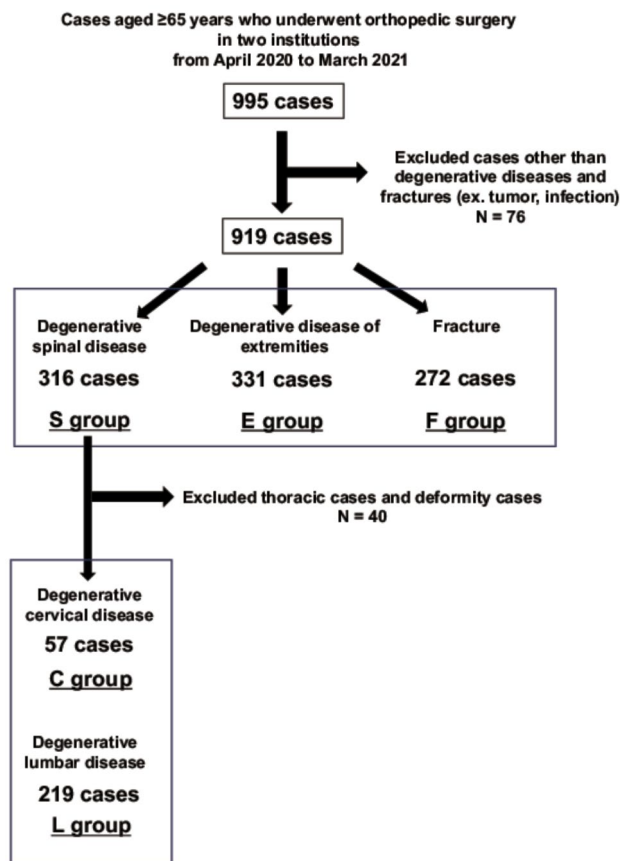 Cases aged ≥65 years who underwent orthopedic surgery
in two institutions
from April 2020 to March 2021
995 cases
Excluded cases other than
degenerative diseases and
fractures (ex. tumor, infection)
N = 76
919 cases
Degenerative
spinal disease
316 cases
S group
Degenerative disease of
extremities
331 cases
E group
Fracture
272 cases
F group
Excluded thoracic cases and deformity cases
N = 40
Degenerative
cervical disease
57 cases
C group
Degenerative
lumbar disease
219 cases
L group